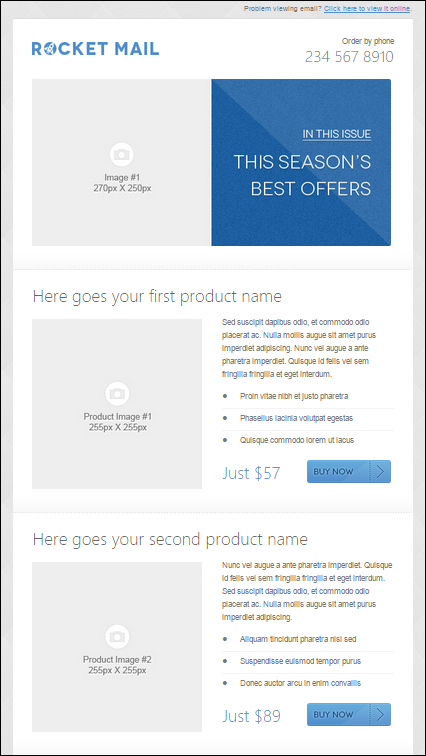 Problem viewing email? Click here to view it online.
ROCKET MAIL
Order by phone
234 567 8910
Image #1
270px X 250px
IN THIS ISSUE
THIS SEASON'S
BEST OFFERS
Here goes your first product name
Product Image #1
255px X 255px
Sed suscipit dapibus odio, et commodo odio
placerat ac. Nulla mollis augue sit amet purus
imperdiet adipiscing. Nunc vel augue a ante
pharetra imperdiet. Quisque id felis vel sem
fringilla fringilla et eget interdum.
Proin vitae nibh et justo pharetra
Phasellus lacinia volutpat egestas
Quisque commodo lorem ut lacus
Just $57
BUY NOW
Here goes your second product name
Product Image #2
255px X 255px
Nunc vel augue a ante pharetra imperdiet. Quisque
id felis vel sem fringilla fringilla et eget interdum.
Sed suscipit dapibus odio, et commodo odio
placerat ac. Nulla mollis augue sit amet purus
imperdiet adipiscing.
Aliquam tincidunt pharetra nisl sed
Suspendisse euismod tempor purus
Donec auctor arcu in enim convallis
Just $89
BUY NOW